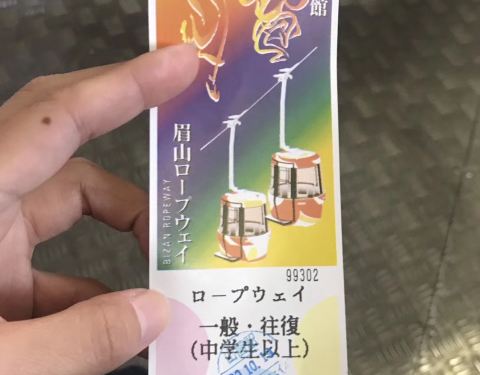 館
眉山ロープウェイ
BIZAN ROPEWAY
99302
ロープウェイ
一般・往復
(中学生以上)